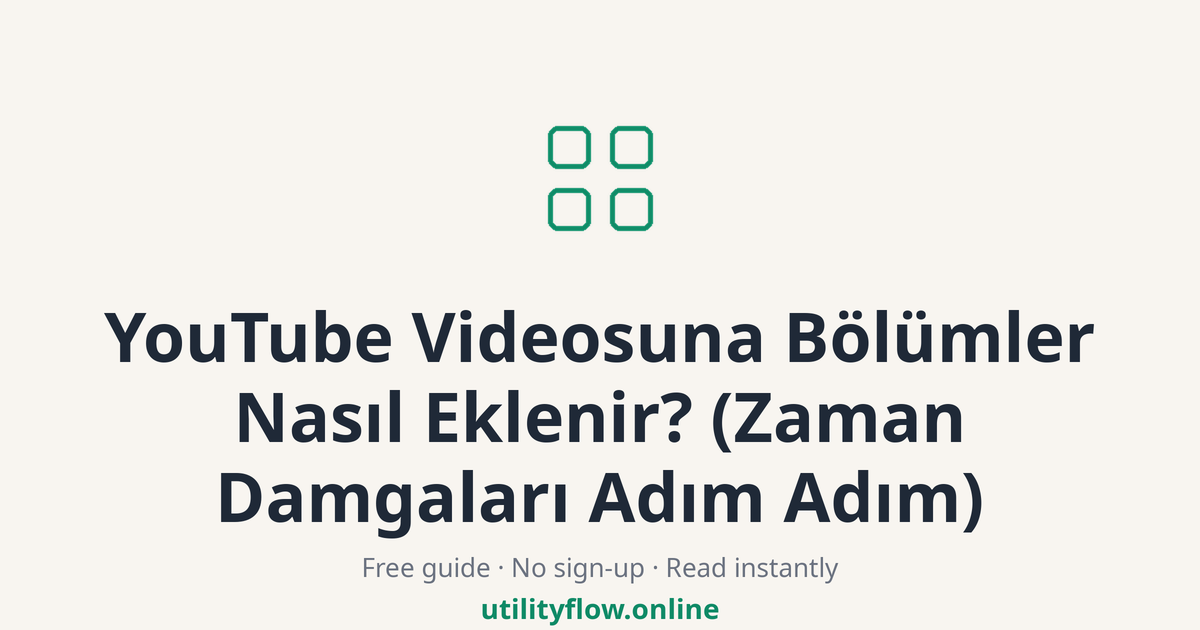 YouTube Videosuna Bölümler
Nasıl Eklenir? (Zaman
Damgaları Adım Adım)
Free guide · No sign-up · Read instantly
utilityflow.online